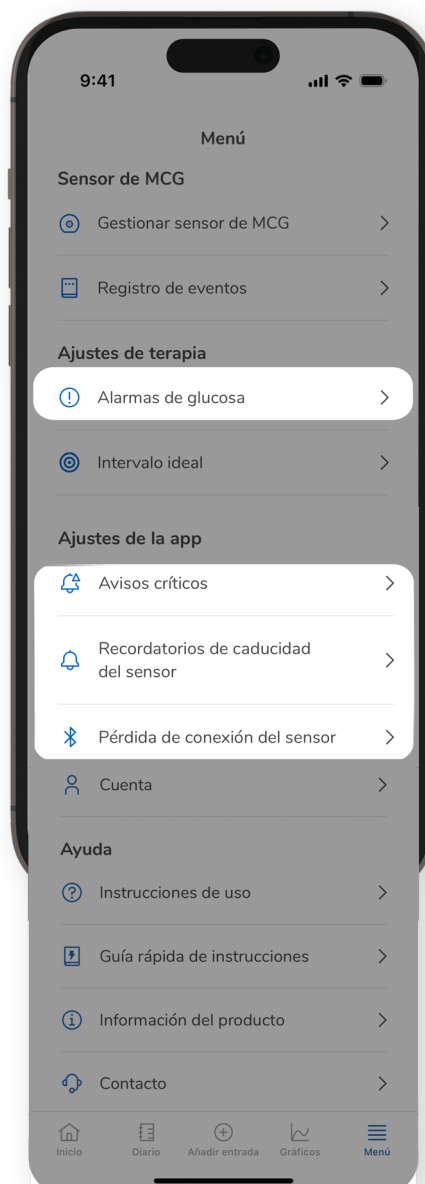 9:41
Menú
Sensor de MCG
Gestionar sensor de MCG
Registro de eventos
Ajustes de terapia
Alarmas de glucosa
Intervalo ideal
Ajustes de la app
Avisos críticos
Recordatorios de caducidad
del sensor
Pérdida de conexión del sensor
Cuenta
Ayuda
Instrucciones de uso
Guía rápida de instrucciones
Información del producto
Contacto
Inicio Diario Añadir entrada Gráficos Menú